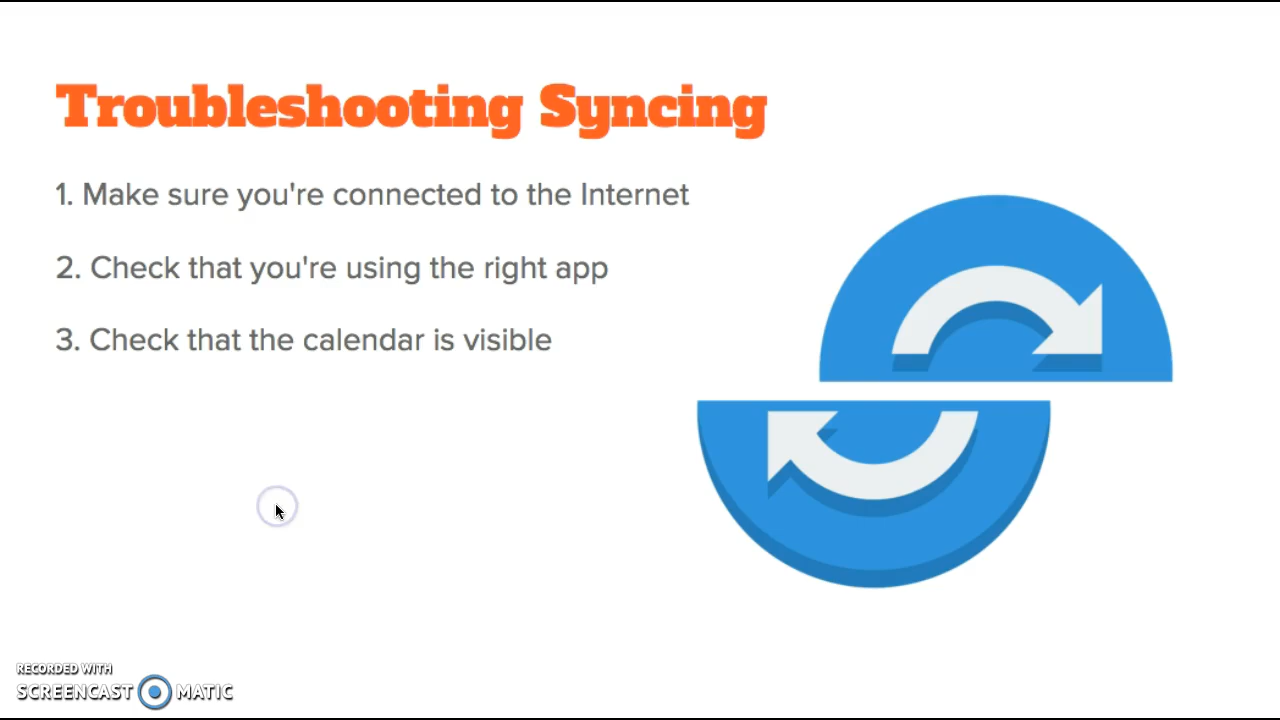 Troubleshooting Syncing
1. Make sure you're connected to the Internet
2. Check that you're using the right app
3. Check that the calendar is visible
RECORDED WITH
SCREENCAST MATIC